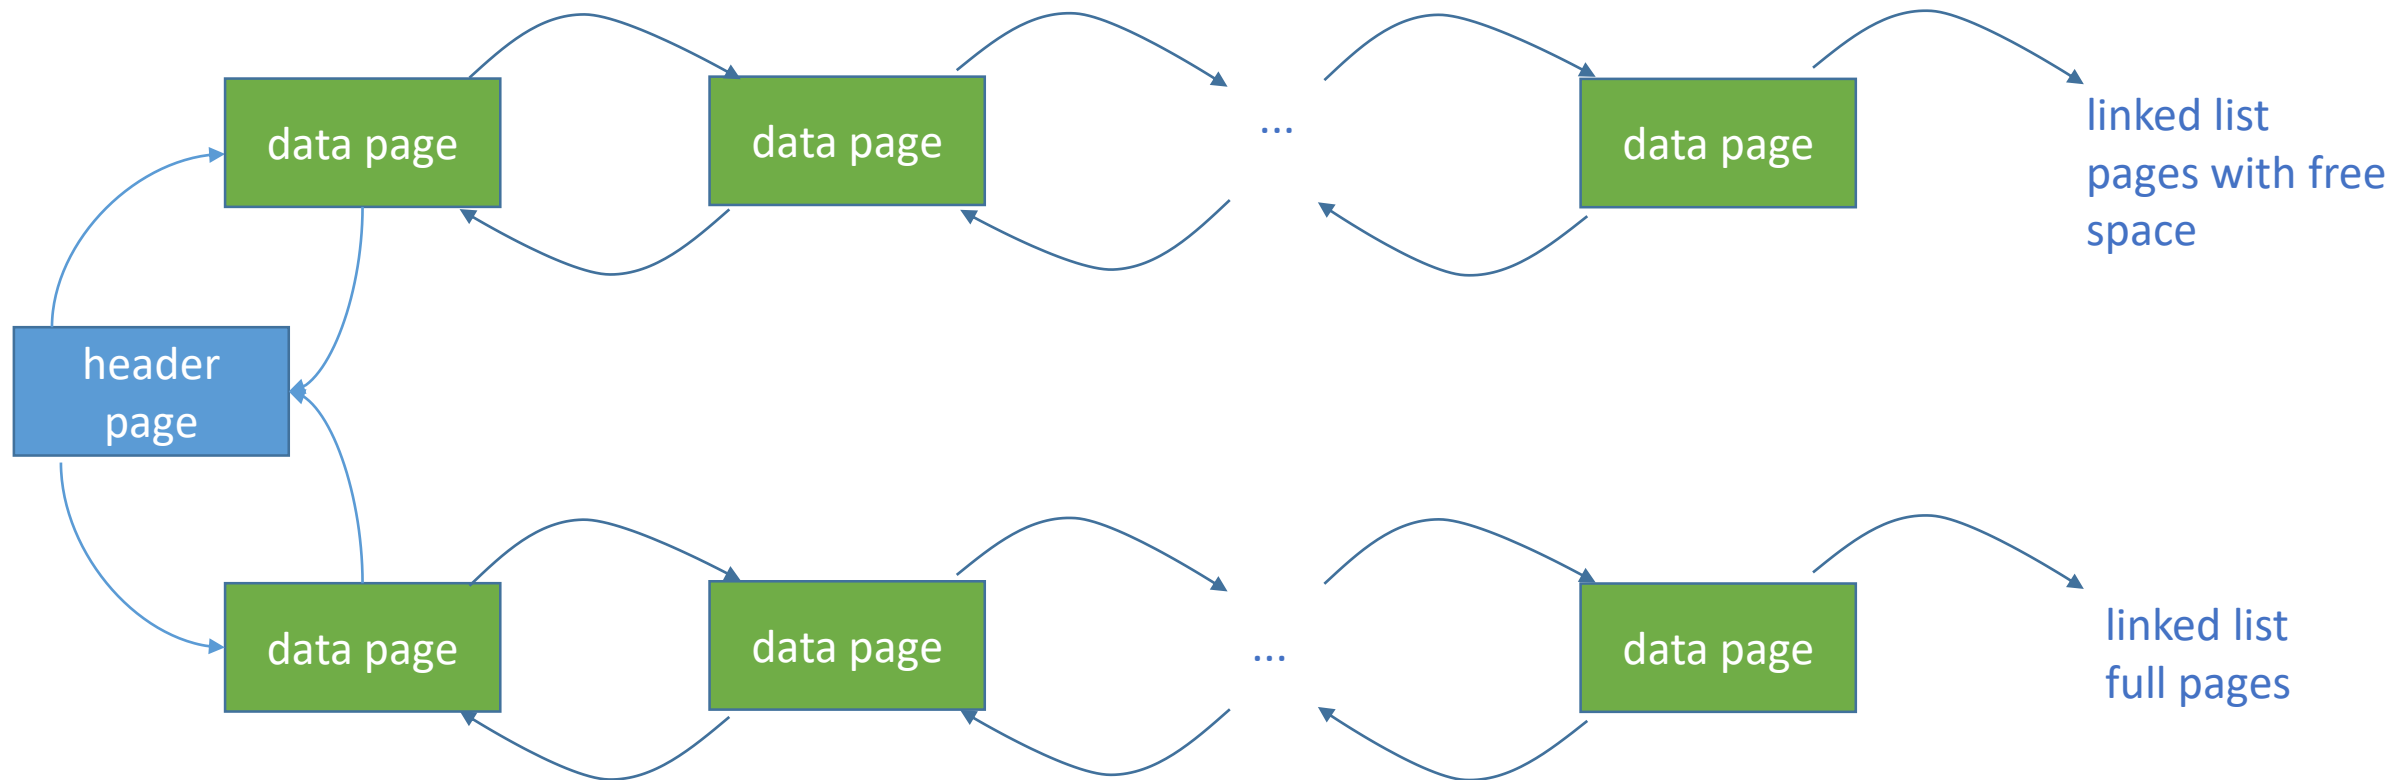 data page
data page
...
data page
linked list
pages with free
space
header
page
data page
data page
...
data page
linked list
full pages